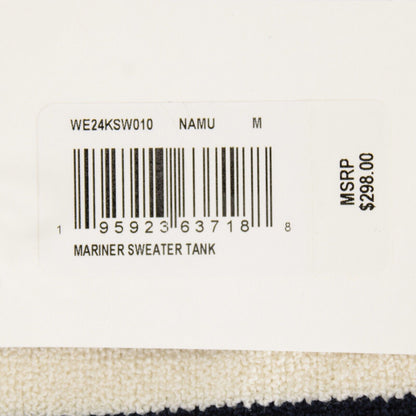 WE24KSW010 NAMU M
1 95923 63718 8
MARINER SWEATER TANK
MSRP
$298.00